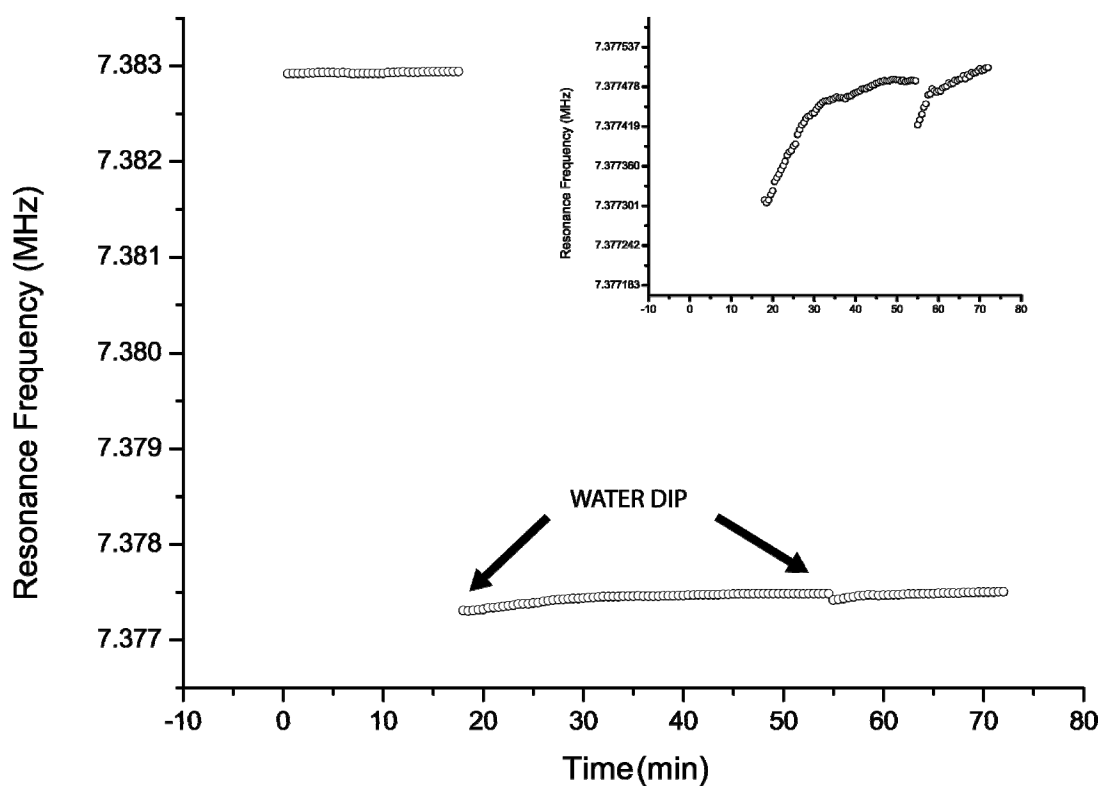 Resonance Frequency (MHz)
7.383
7.382
7.381
7.380
7.379
7.378
7.377
-10 0 10 20 30 40 50 60 70 80
Time (min)
WATER DIP
Resonance Frequency (MHz)
7.377537
7.377478
7.377419
7.377360
7.377301
7.377242
7.377183
-10 0 10 20 30 40 50 60 70 80